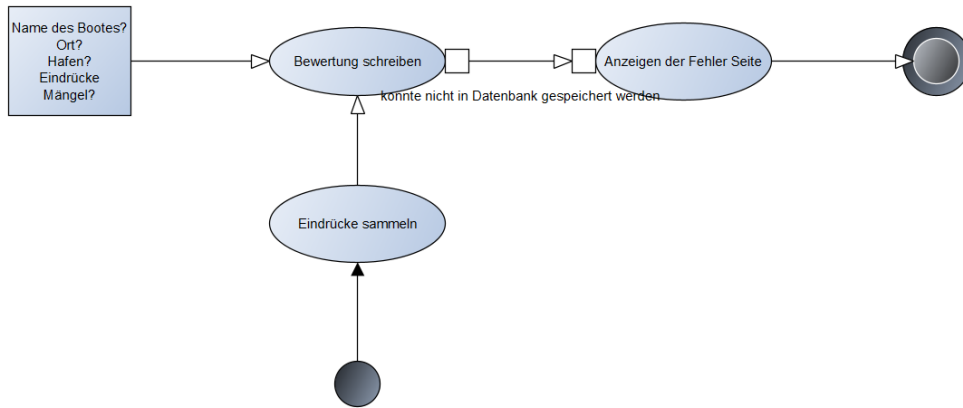 Name des Bootes?
Ort?
Hafen?
Eindrücke
Mängel?
Bewertung schreiben
Anzeigen der Fehler Seite
konnte nicht in Datenbank gespeichert werden
Eindrücke sammeln